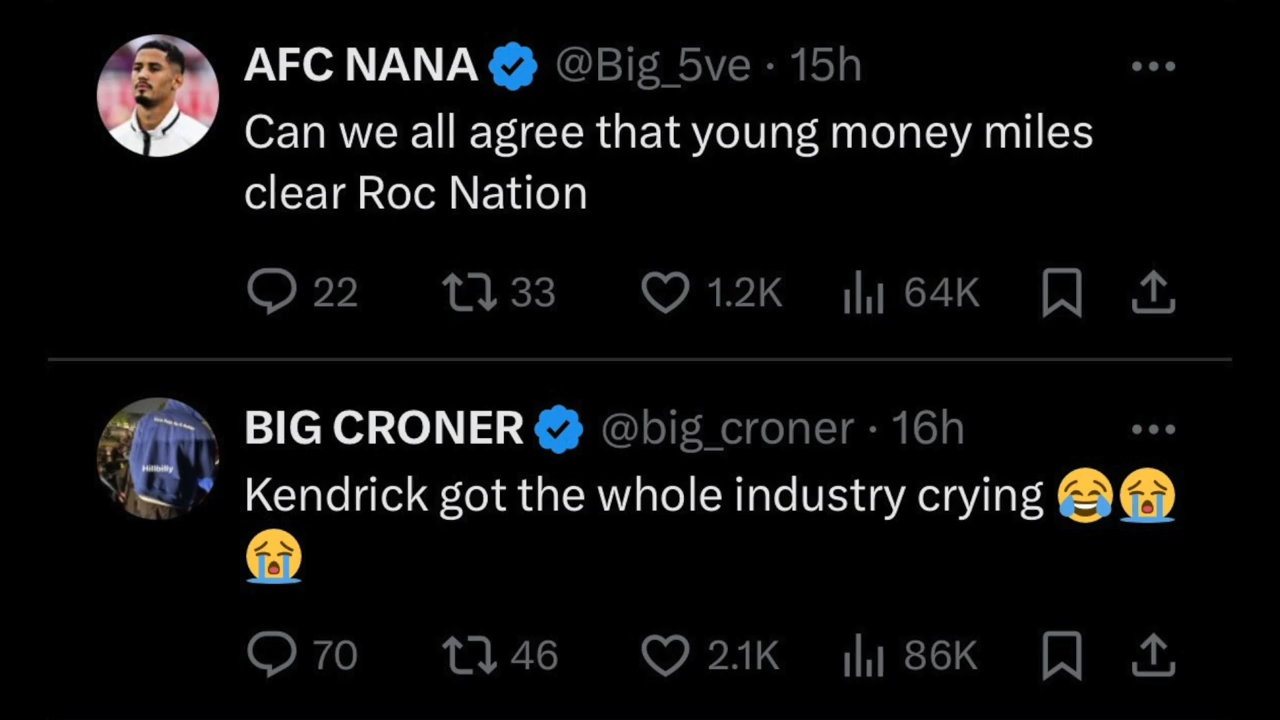 AFC NANA @Big_5ve · 15h
Can we all agree that young money miles
clear Roc Nation
22 33 1.2K 64K
BIG CRONER @big_croner · 16h
Hillbilly
Kendrick got the whole industry crying 😂😭
😭
70 46 2.1K 86K